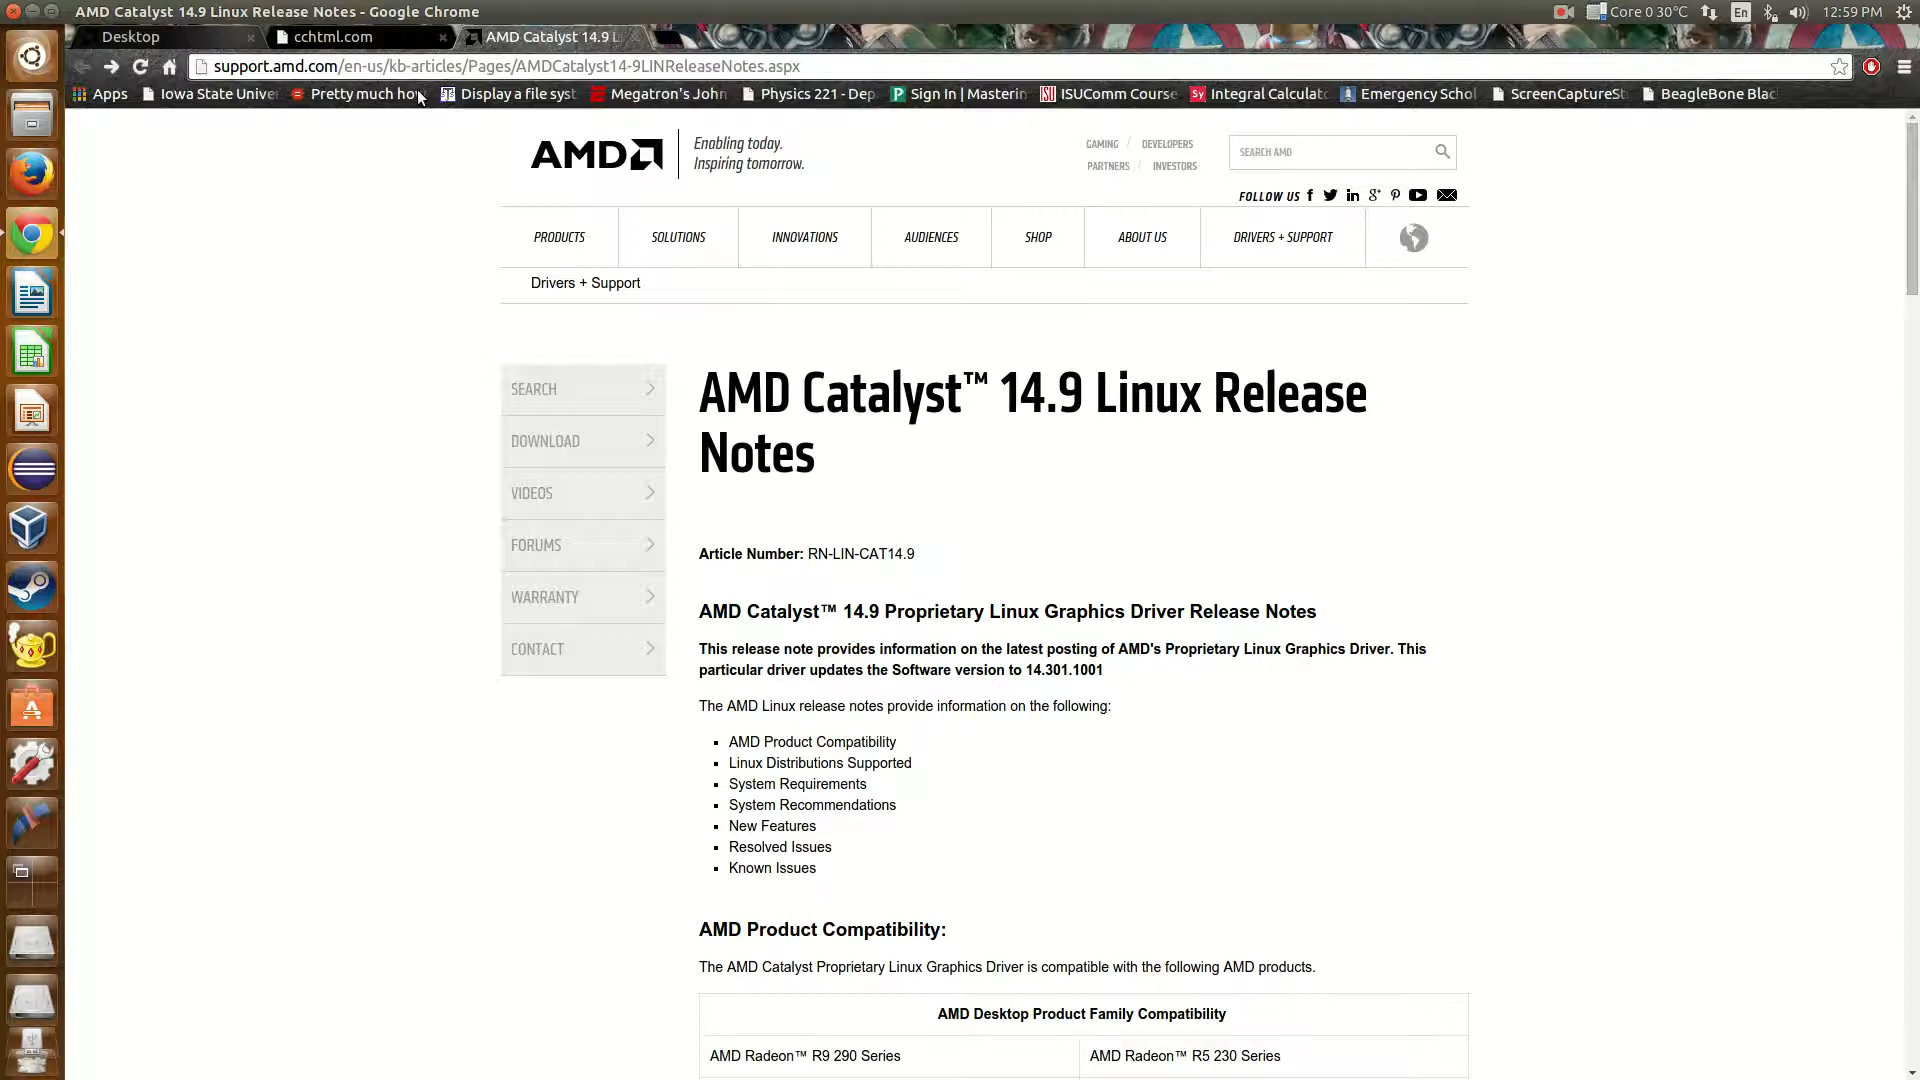 AMD Catalyst 14.9 Linux Release Notes - Google Chrome
Core 0 30°C
En
12:59 PM
Desktop
cchtml.com
AMD Catalyst 14.9 L
support.amd.com/en-us/kb-articles/Pages/AMDCatalyst14-9LINReleaseNotes.aspx
Apps
Iowa State Univer
Pretty much how
Display a file syst
Megatron's John
Physics 221 - Dep
Sign In | Masterin
ISUComm Course
Integral Calculato
Emergency Schol
ScreenCaptureSt
BeagleBone Blac
AMD
Enabling today.
Inspiring tomorrow.
GAMING / DEVELOPERS
PARTNERS / INVESTORS
SEARCH AMD
FOLLOW US
PRODUCTS
SOLUTIONS
INNOVATIONS
AUDIENCES
SHOP
ABOUT US
DRIVERS + SUPPORT
Drivers + Support
SEARCH
DOWNLOAD
VIDEOS
FORUMS
WARRANTY
CONTACT
AMD Catalyst™ 14.9 Linux Release
Notes
Article Number: RN-LIN-CAT14.9
AMD Catalyst™ 14.9 Proprietary Linux Graphics Driver Release Notes
This release note provides information on the latest posting of AMD's Proprietary Linux Graphics Driver. This
particular driver updates the Software version to 14.301.1001
The AMD Linux release notes provide information on the following:
AMD Product Compatibility
Linux Distributions Supported
System Requirements
System Recommendations
New Features
Resolved Issues
Known Issues
AMD Product Compatibility:
The AMD Catalyst Proprietary Linux Graphics Driver is compatible with the following AMD products.
AMD Desktop Product Family Compatibility
AMD Radeon™ R9 290 Series
AMD Radeon™ R5 230 Series